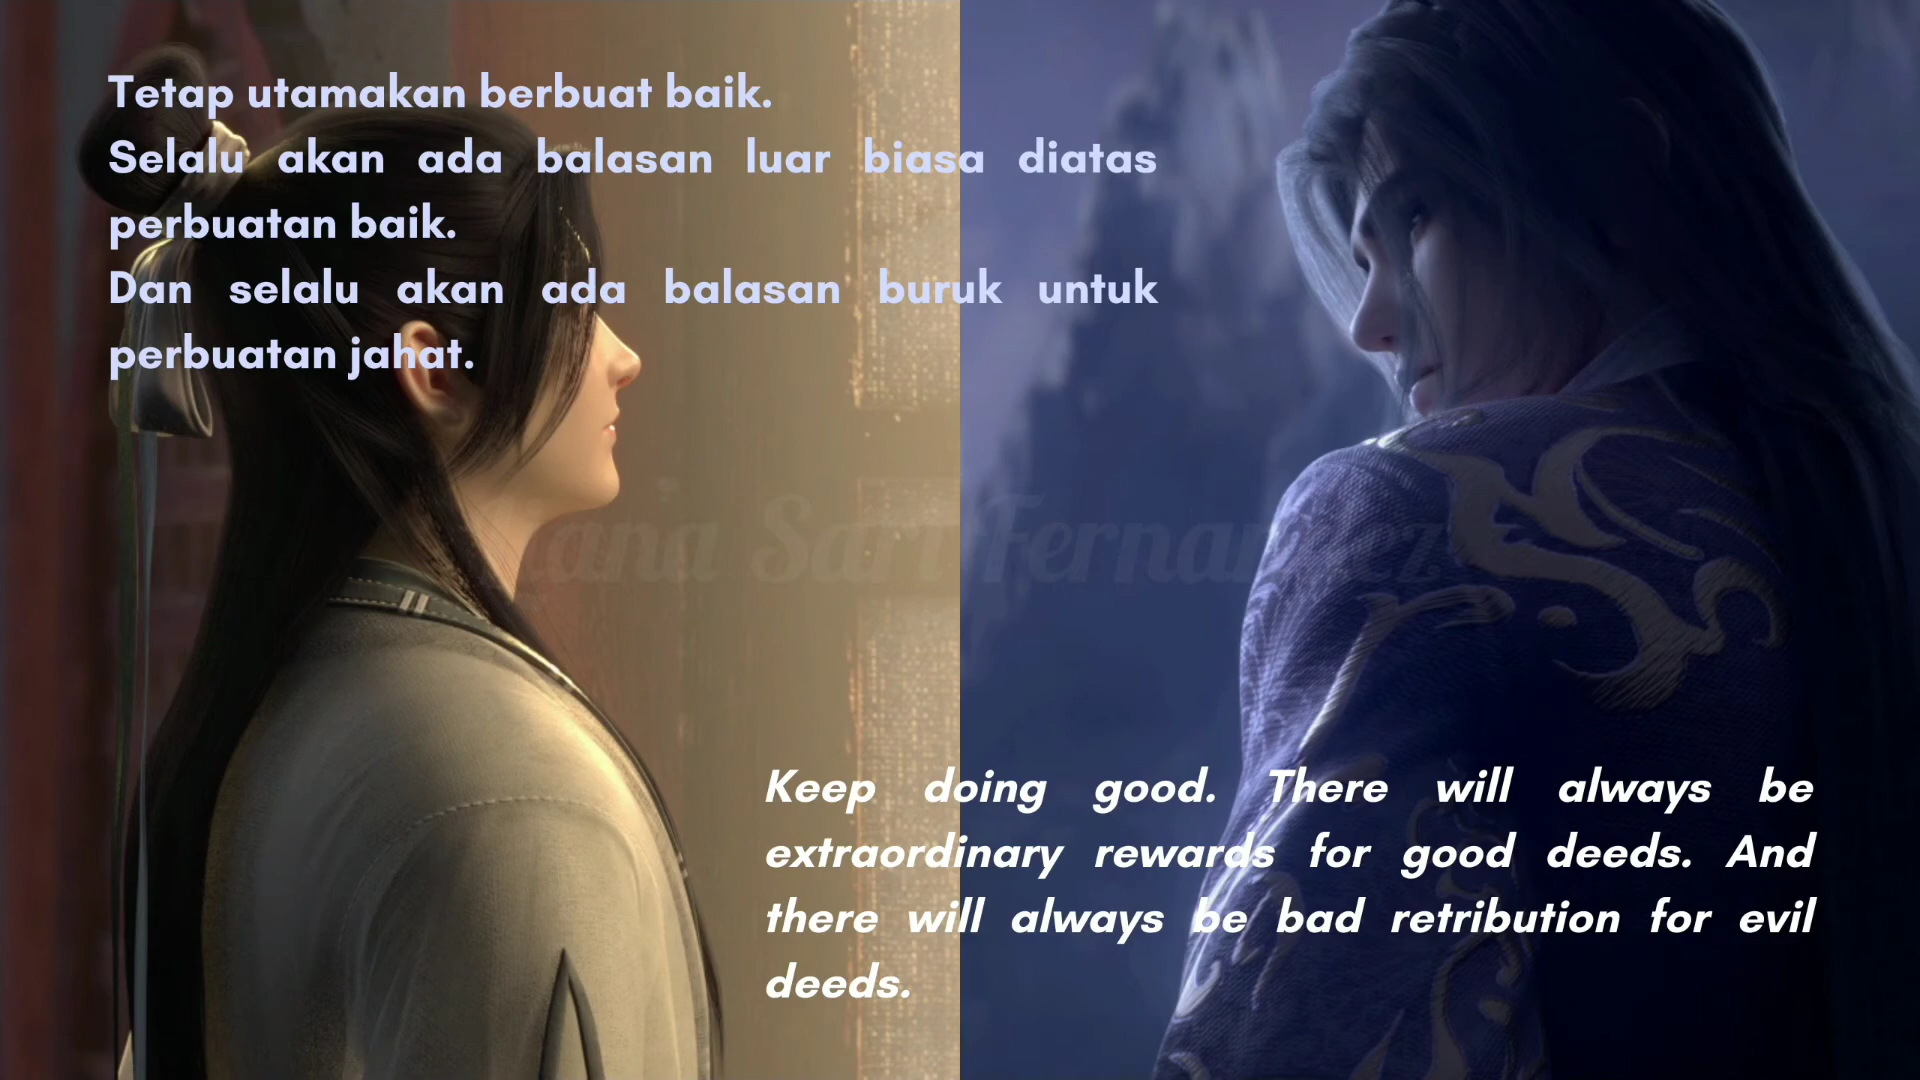 Tetap utamakan berbuat baik.
Selalu akan ada balasan luar biasa diatas
perbuatan baik.
Dan selalu akan ada balasan buruk untuk
perbuatan jahat.
Sari Fernandez
Keep doing good. There will always be
extraordinary rewards for good deeds. And
there will always be bad retribution for evil
deeds.